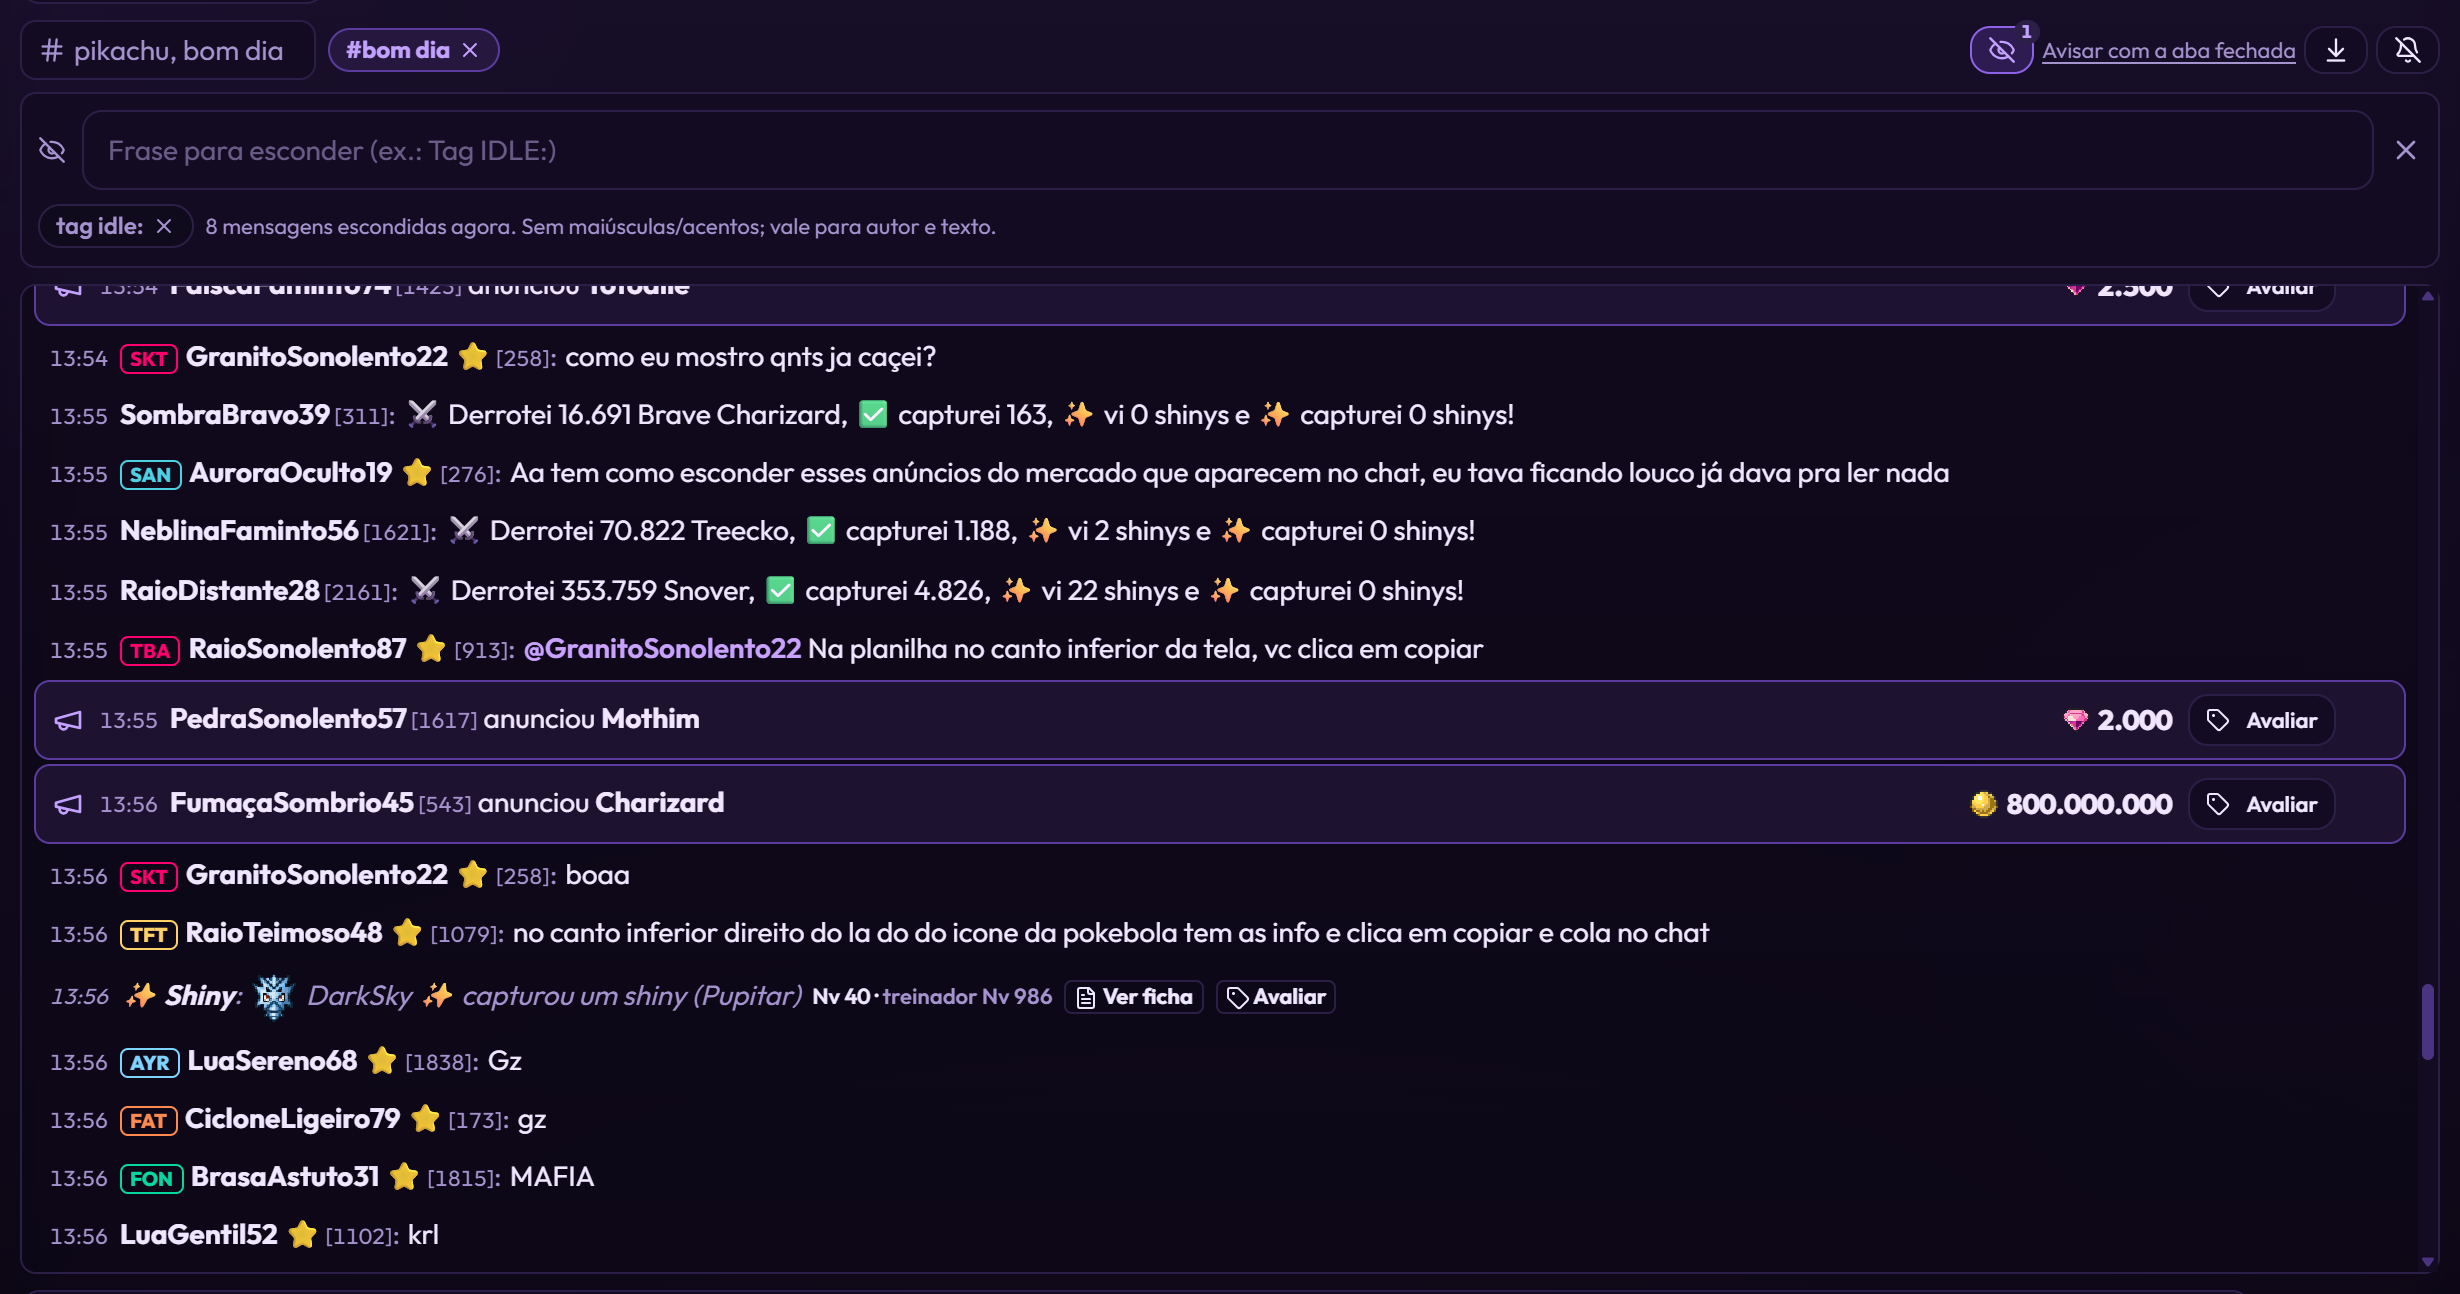 # pikachu, bom dia #bom dia × 1 Avisar com a aba fechada
Frase para esconder (ex.: Tag IDLE:)
tag idle: × 8 mensagens escondidas agora. Sem maiúsculas/acentos; vale para autor e texto.
13:54 FaiscaFaminto74 [1423] anunciou Totodile 2.500 Avaliar
13:54 SKT GranitoSonolento22 ⭐ [258]: como eu mostro qnts ja caçei?
13:55 SombraBravo39 [311]: ⚔️ Derrotei 16.691 Brave Charizard, ✅ capturei 163, ✨ vi 0 shinys e ✨ capturei 0 shinys!
13:55 SAN AuroraOculto19 ⭐ [276]: Aa tem como esconder esses anúncios do mercado que aparecem no chat, eu tava ficando louco já dava pra ler nada
13:55 NeblinaFaminto56 [1621]: ⚔️ Derrotei 70.822 Treecko, ✅ capturei 1.188, ✨ vi 2 shinys e ✨ capturei 0 shinys!
13:55 RaioDistante28 [2161]: ⚔️ Derrotei 353.759 Snover, ✅ capturei 4.826, ✨ vi 22 shinys e ✨ capturei 0 shinys!
13:55 TBA RaioSonolento87 ⭐ [913]: @GranitoSonolento22 Na planilha no canto inferior da tela, vc clica em copiar
13:55 PedraSonolento57 [1617] anunciou Mothim 2.000 Avaliar
13:56 FumaçaSombrio45 [543] anunciou Charizard 800.000.000 Avaliar
13:56 SKT GranitoSonolento22 ⭐ [258]: boaa
13:56 TFT RaioTeimoso48 ⭐ [1079]: no canto inferior direito do la do do icone da pokebola tem as info e clica em copiar e cola no chat
13:56 ✨ Shiny: DarkSky ✨ capturou um shiny (Pupitar) Nv 40 · treinador Nv 986 Ver ficha Avaliar
13:56 AYR LuaSereno68 ⭐ [1838]: Gz
13:56 FAT CicloneLigeiro79 ⭐ [173]: gz
13:56 FON BrasaAstuto31 ⭐ [1815]: MAFIA
13:56 LuaGentil52 ⭐ [1102]: krl